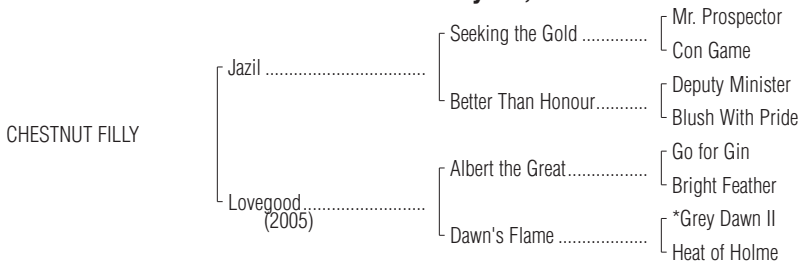 Mr. Prospector
Seeking the Gold ..............
Con Game
Jazil .................................
Deputy Minister
Better Than Honour...........
Blush With Pride
CHESTNUT FILLY
Go for Gin
Albert the Great.................
Bright Feather
Lovegood.........................
(2005)
*Grey Dawn II
Dawn's Flame ...................
Heat of Holme